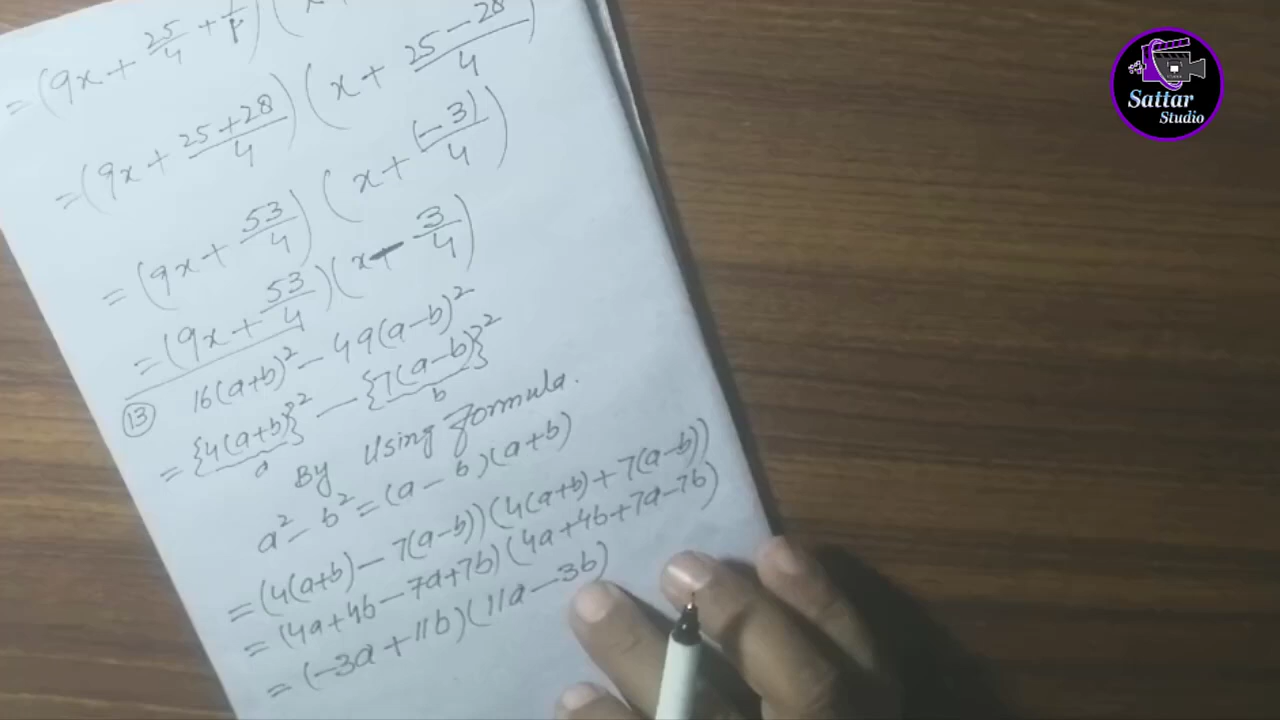 = (9x + 25/4 + 7/1) (x
= (9x + 25+28/4) (x + 25-28/4)
= (9x + 53/4) (x + (-3)/4)
= (9x + 53/4)(x - 3/4)
(13) 16(a+b)² - 49(a-b)²
= {4(a+b)}² - {7(a-b)}²
a b
By Using formula.
a² - b² = (a - b)(a+b)
= (4(a+b) - 7(a-b))(4(a+b) + 7(a-b))
= (4a+4b-7a+7b)(4a+4b+7a-7b)
= (-3a+11b)(11a-3b)
Sattar
Studio